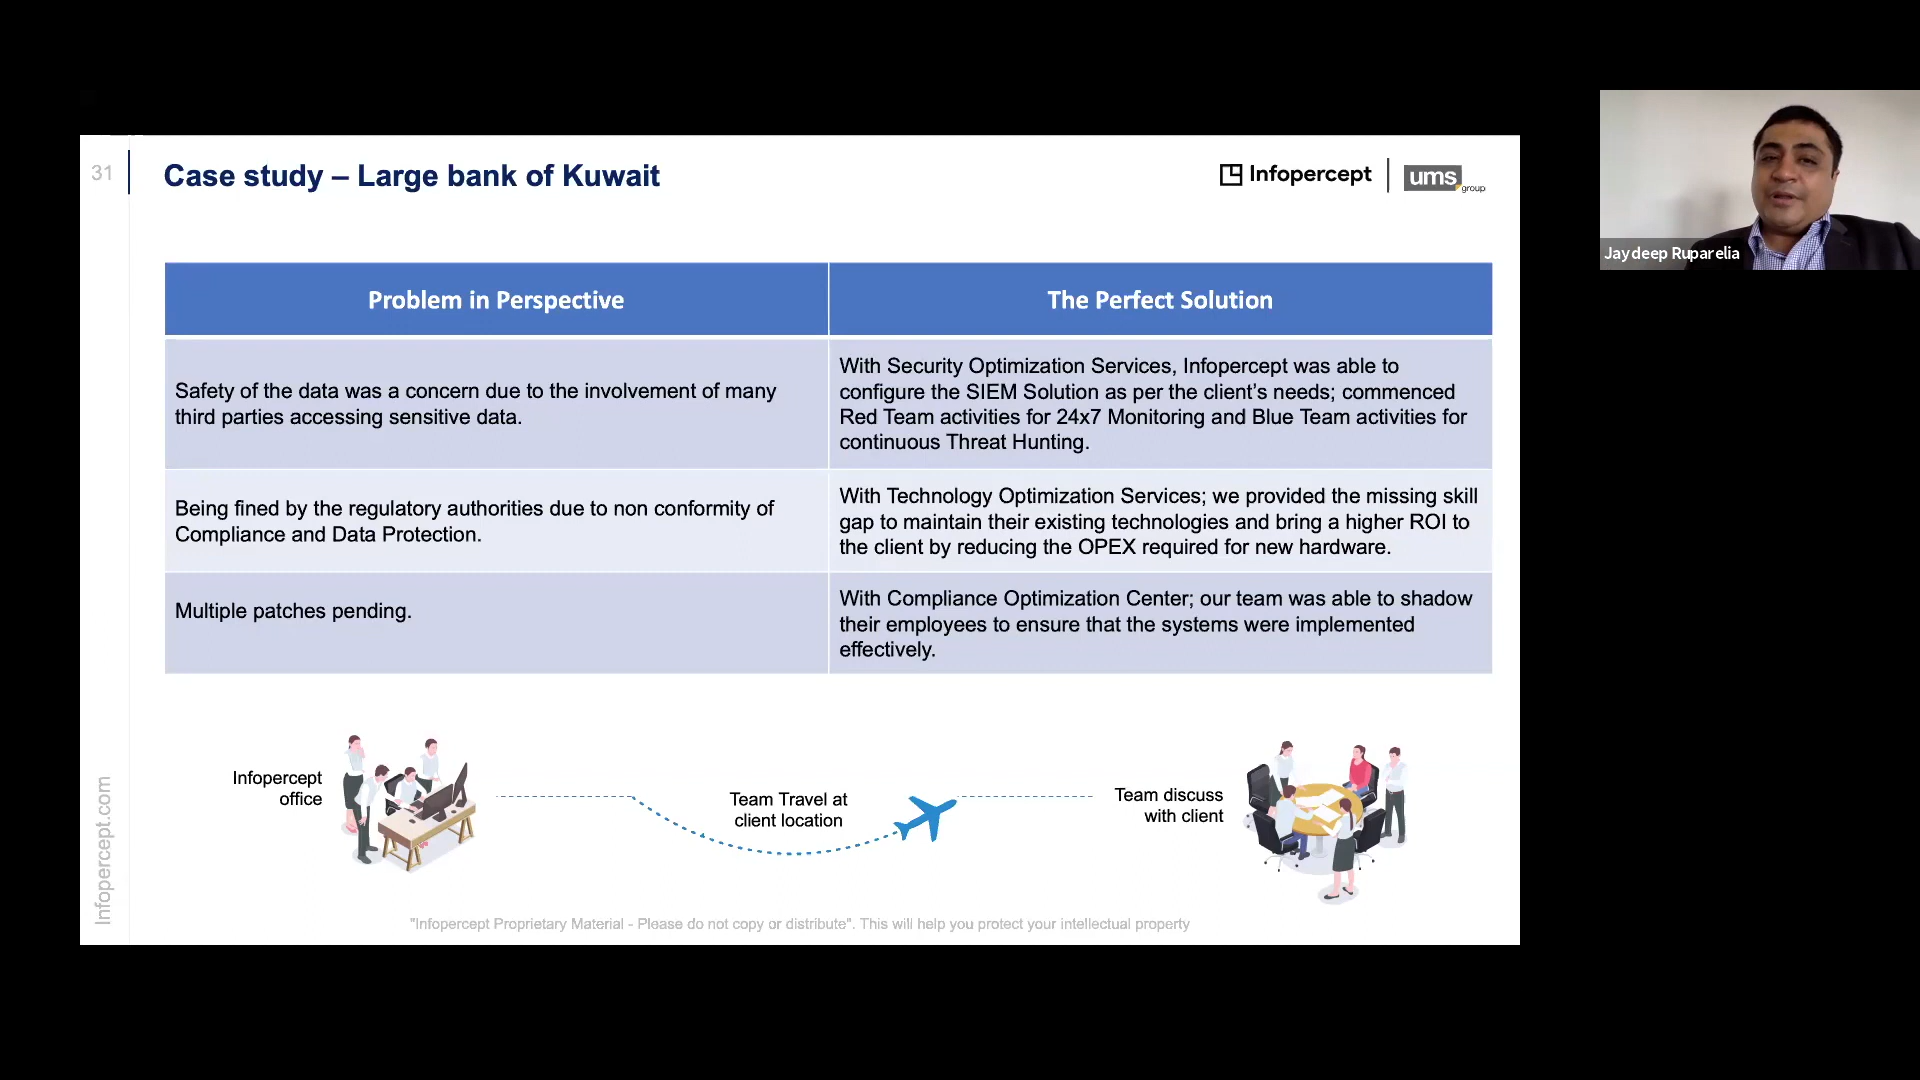 31
Case study – Large bank of Kuwait
Infopercept
ums
group
Jaydeep Ruparelia
Problem in Perspective
The Perfect Solution
Safety of the data was a concern due to the involvement of many
third parties accessing sensitive data.
With Security Optimization Services, Infopercept was able to
configure the SIEM Solution as per the client’s needs; commenced
Red Team activities for 24x7 Monitoring and Blue Team activities for
continuous Threat Hunting.
Being fined by the regulatory authorities due to non conformity of
Compliance and Data Protection.
With Technology Optimization Services; we provided the missing skill
gap to maintain their existing technologies and bring a higher ROI to
the client by reducing the OPEX required for new hardware.
Multiple patches pending.
With Compliance Optimization Center; our team was able to shadow
their employees to ensure that the systems were implemented
effectively.
Infopercept
office
Team Travel at
client location
Team discuss
with client
Infopercept.com
"Infopercept Proprietary Material - Please do not copy or distribute". This will help you protect your intellectual property